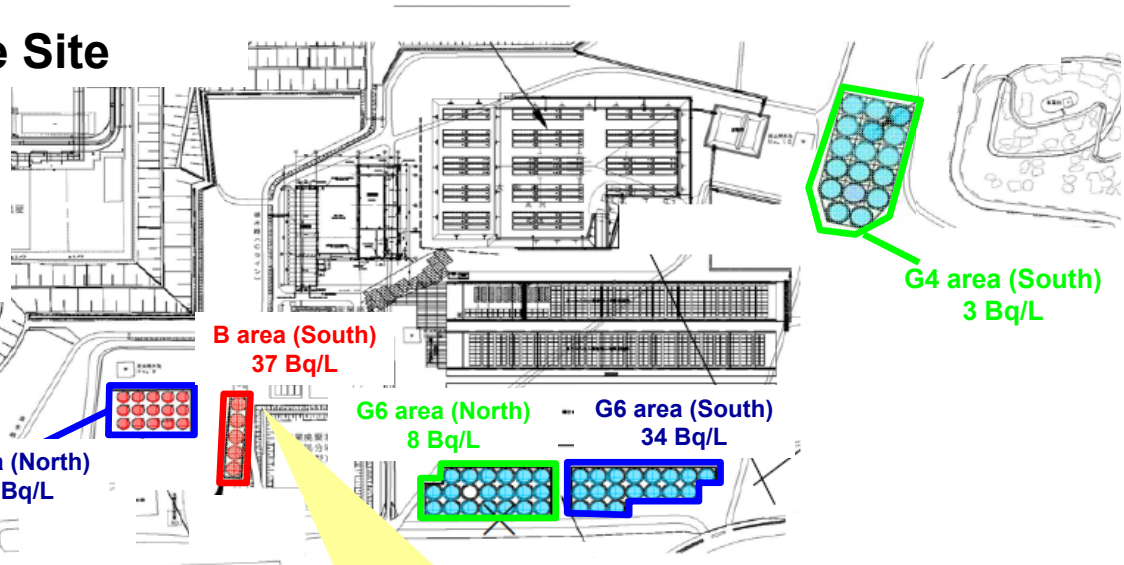 e Site
G4 area (South)
3 Bq/L
B area (South)
37 Bq/L
G6 area (North)
8 Bq/L
G6 area (South)
34 Bq/L
(North)
Bq/L